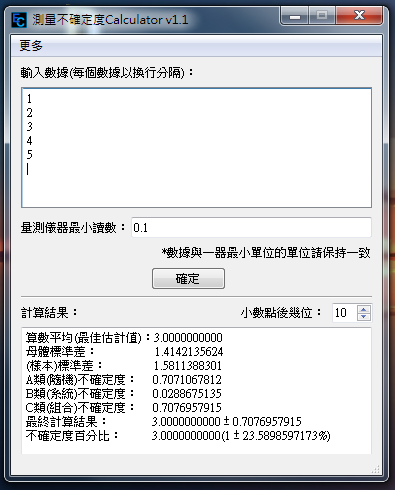 測量不確定度Calculator v1.1
更多
輸入數據(每個數據以換行分隔)：
1
2
3
4
5
量測儀器最小讀數： 0.1
*數據與一器最小單位的單位請保持一致
確定
計算結果： 小數點後幾位： 10
算數平均(最佳估計值)：3.0000000000
母體標準差： 1.4142135624
(樣本)標準差： 1.5811388301
A類(隨機)不確定度： 0.7071067812
B類(系統)不確定度： 0.0288675135
C類(組合)不確定度： 0.7076957915
最終計算結果： 3.0000000000±0.7076957915
不確定度百分比： 3.0000000000(1±23.5898597173%)